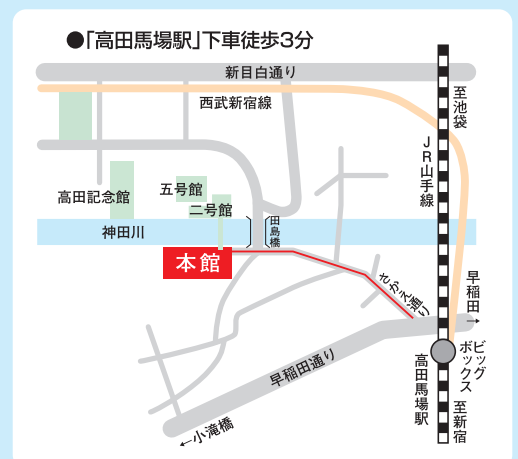 ●「高田馬場駅」下車徒歩3分
新目白通り
西武新宿線
至池袋
JR山手線
高田記念館
五号館
二号館
神田川
田島橋
本館
さかえ通り
早稲田→
ビッグ
ボックス
早稲田通り
高田馬場駅
至新宿
←小滝橋